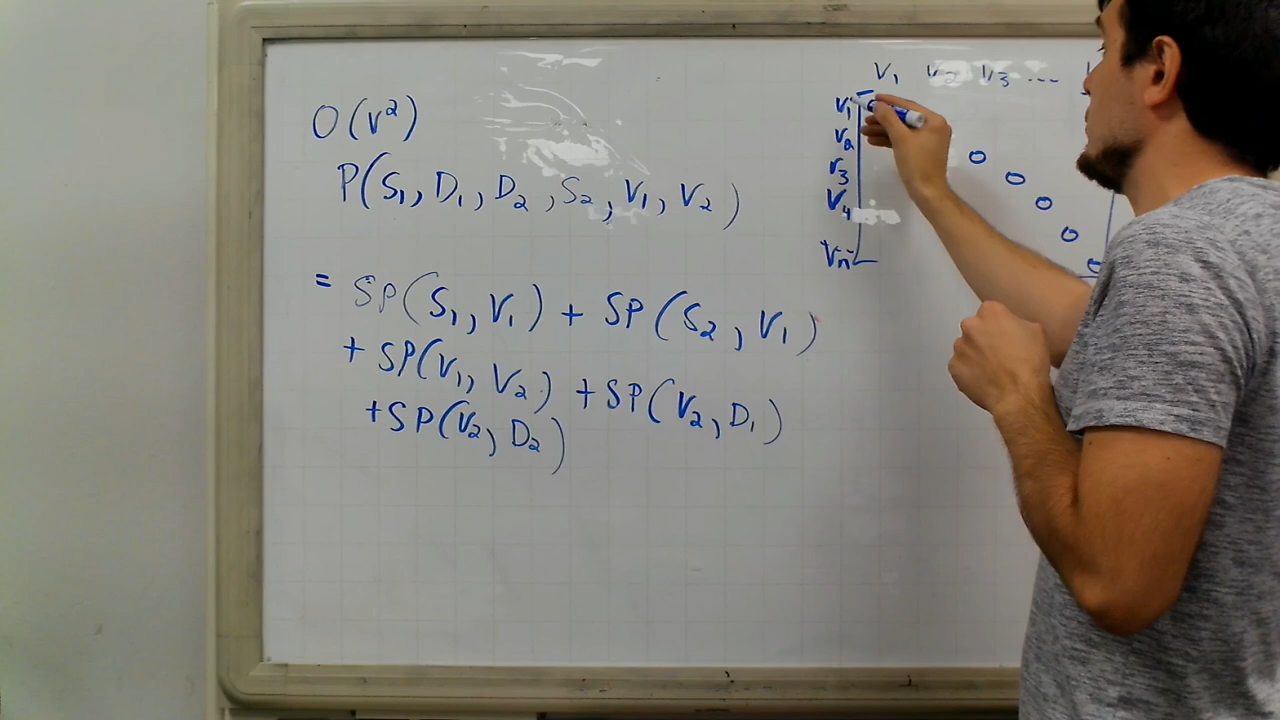 O(V²)
P(S₁, D₁, D₂, S₂, V₁, V₂)
= SP(S₁, V₁) + SP(S₂, V₁)
+ SP(V₁, V₂) + SP(V₂, D₁)
+ SP(V₂, D₂)
V₁ V₂ V₃ ...
V₁
V₂ 0
V₃ 0
V₄ 0
0
Vₙ 0